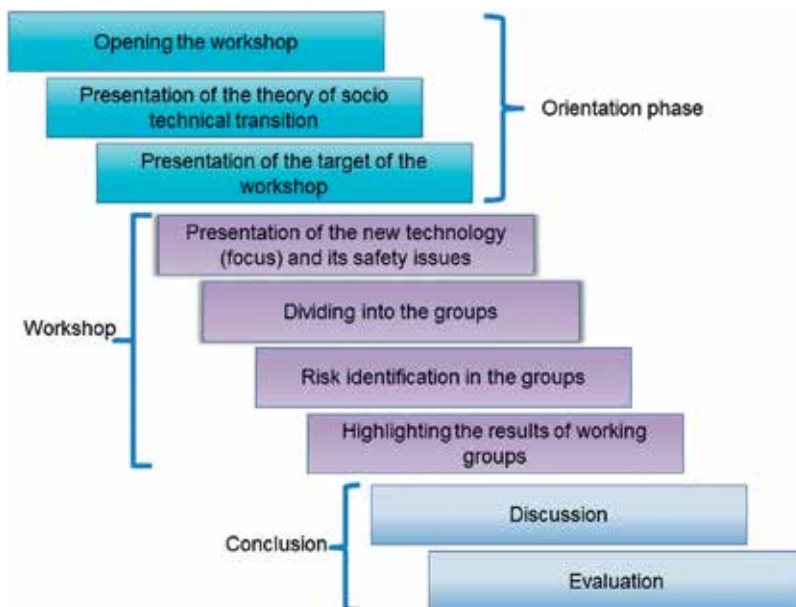 Opening the workshop
Presentation of the theory of socio
technical transition
Orientation phase
Presentation of the target of the
workshop
Presentation of the new technology
(focus) and its safety issues
Dividing into the groups
Workshop
Risk identification in the groups
Highlighting the results of working
groups
Discussion
Conclusion
Evaluation